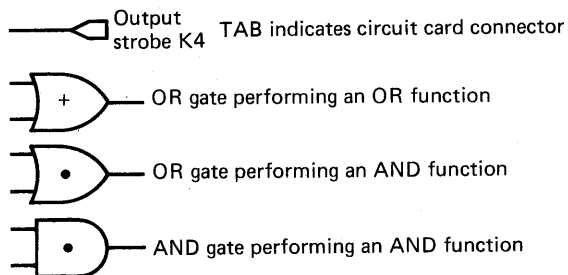 Output
strobe K4 TAB indicates circuit card connector
+ OR gate performing an OR function
• OR gate performing an AND function
• AND gate performing an AND function